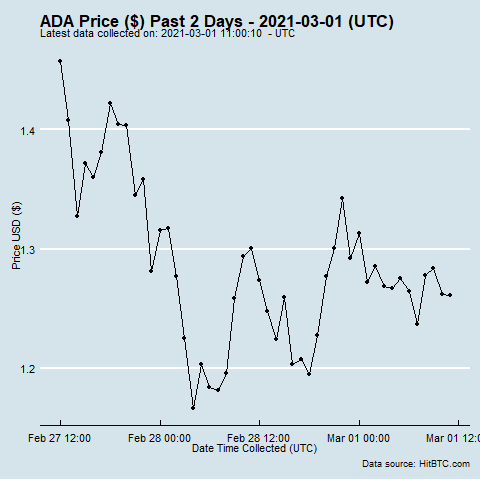 ADA Price ($) Past 2 Days - 2021-03-01 (UTC)
Latest data collected on: 2021-03-01 11:00:10  - UTC
1.4
1.3
1.2
Price USD ($)
Feb 27 12:00
Feb 28 00:00
Feb 28 12:00
Mar 01 00:00
Mar 01 12:00
Date Time Collected (UTC)
Data source: HitBTC.com